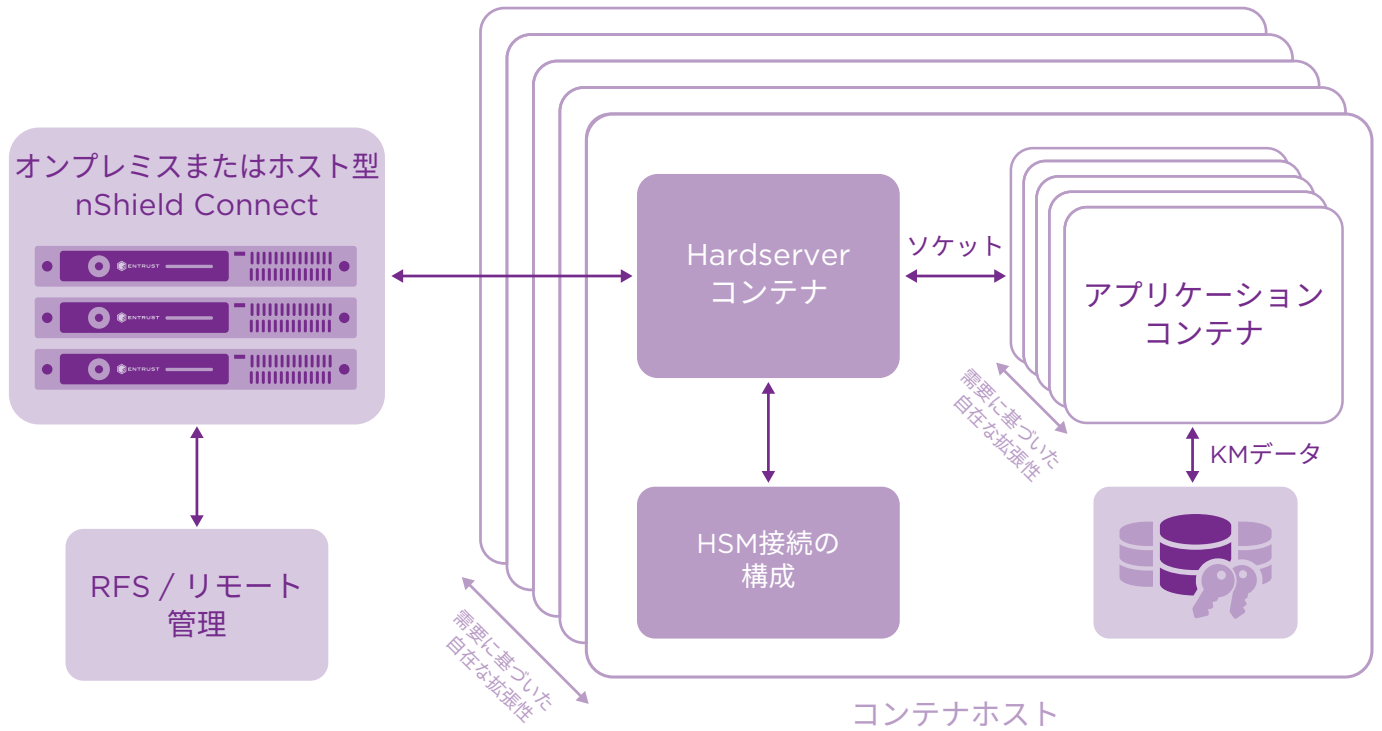 オンプレミスまたはホスト型
nShield Connect
ENTRUST
ENTRUST
ENTRUST
RFS / リモート
管理
Hardserver
コンテナ
ソケット
アプリケーション
コンテナ
需要に基づいた
自在な拡張性
KMデータ
HSM接続の
構成
需要に基づいた
自在な拡張性
コンテナホスト